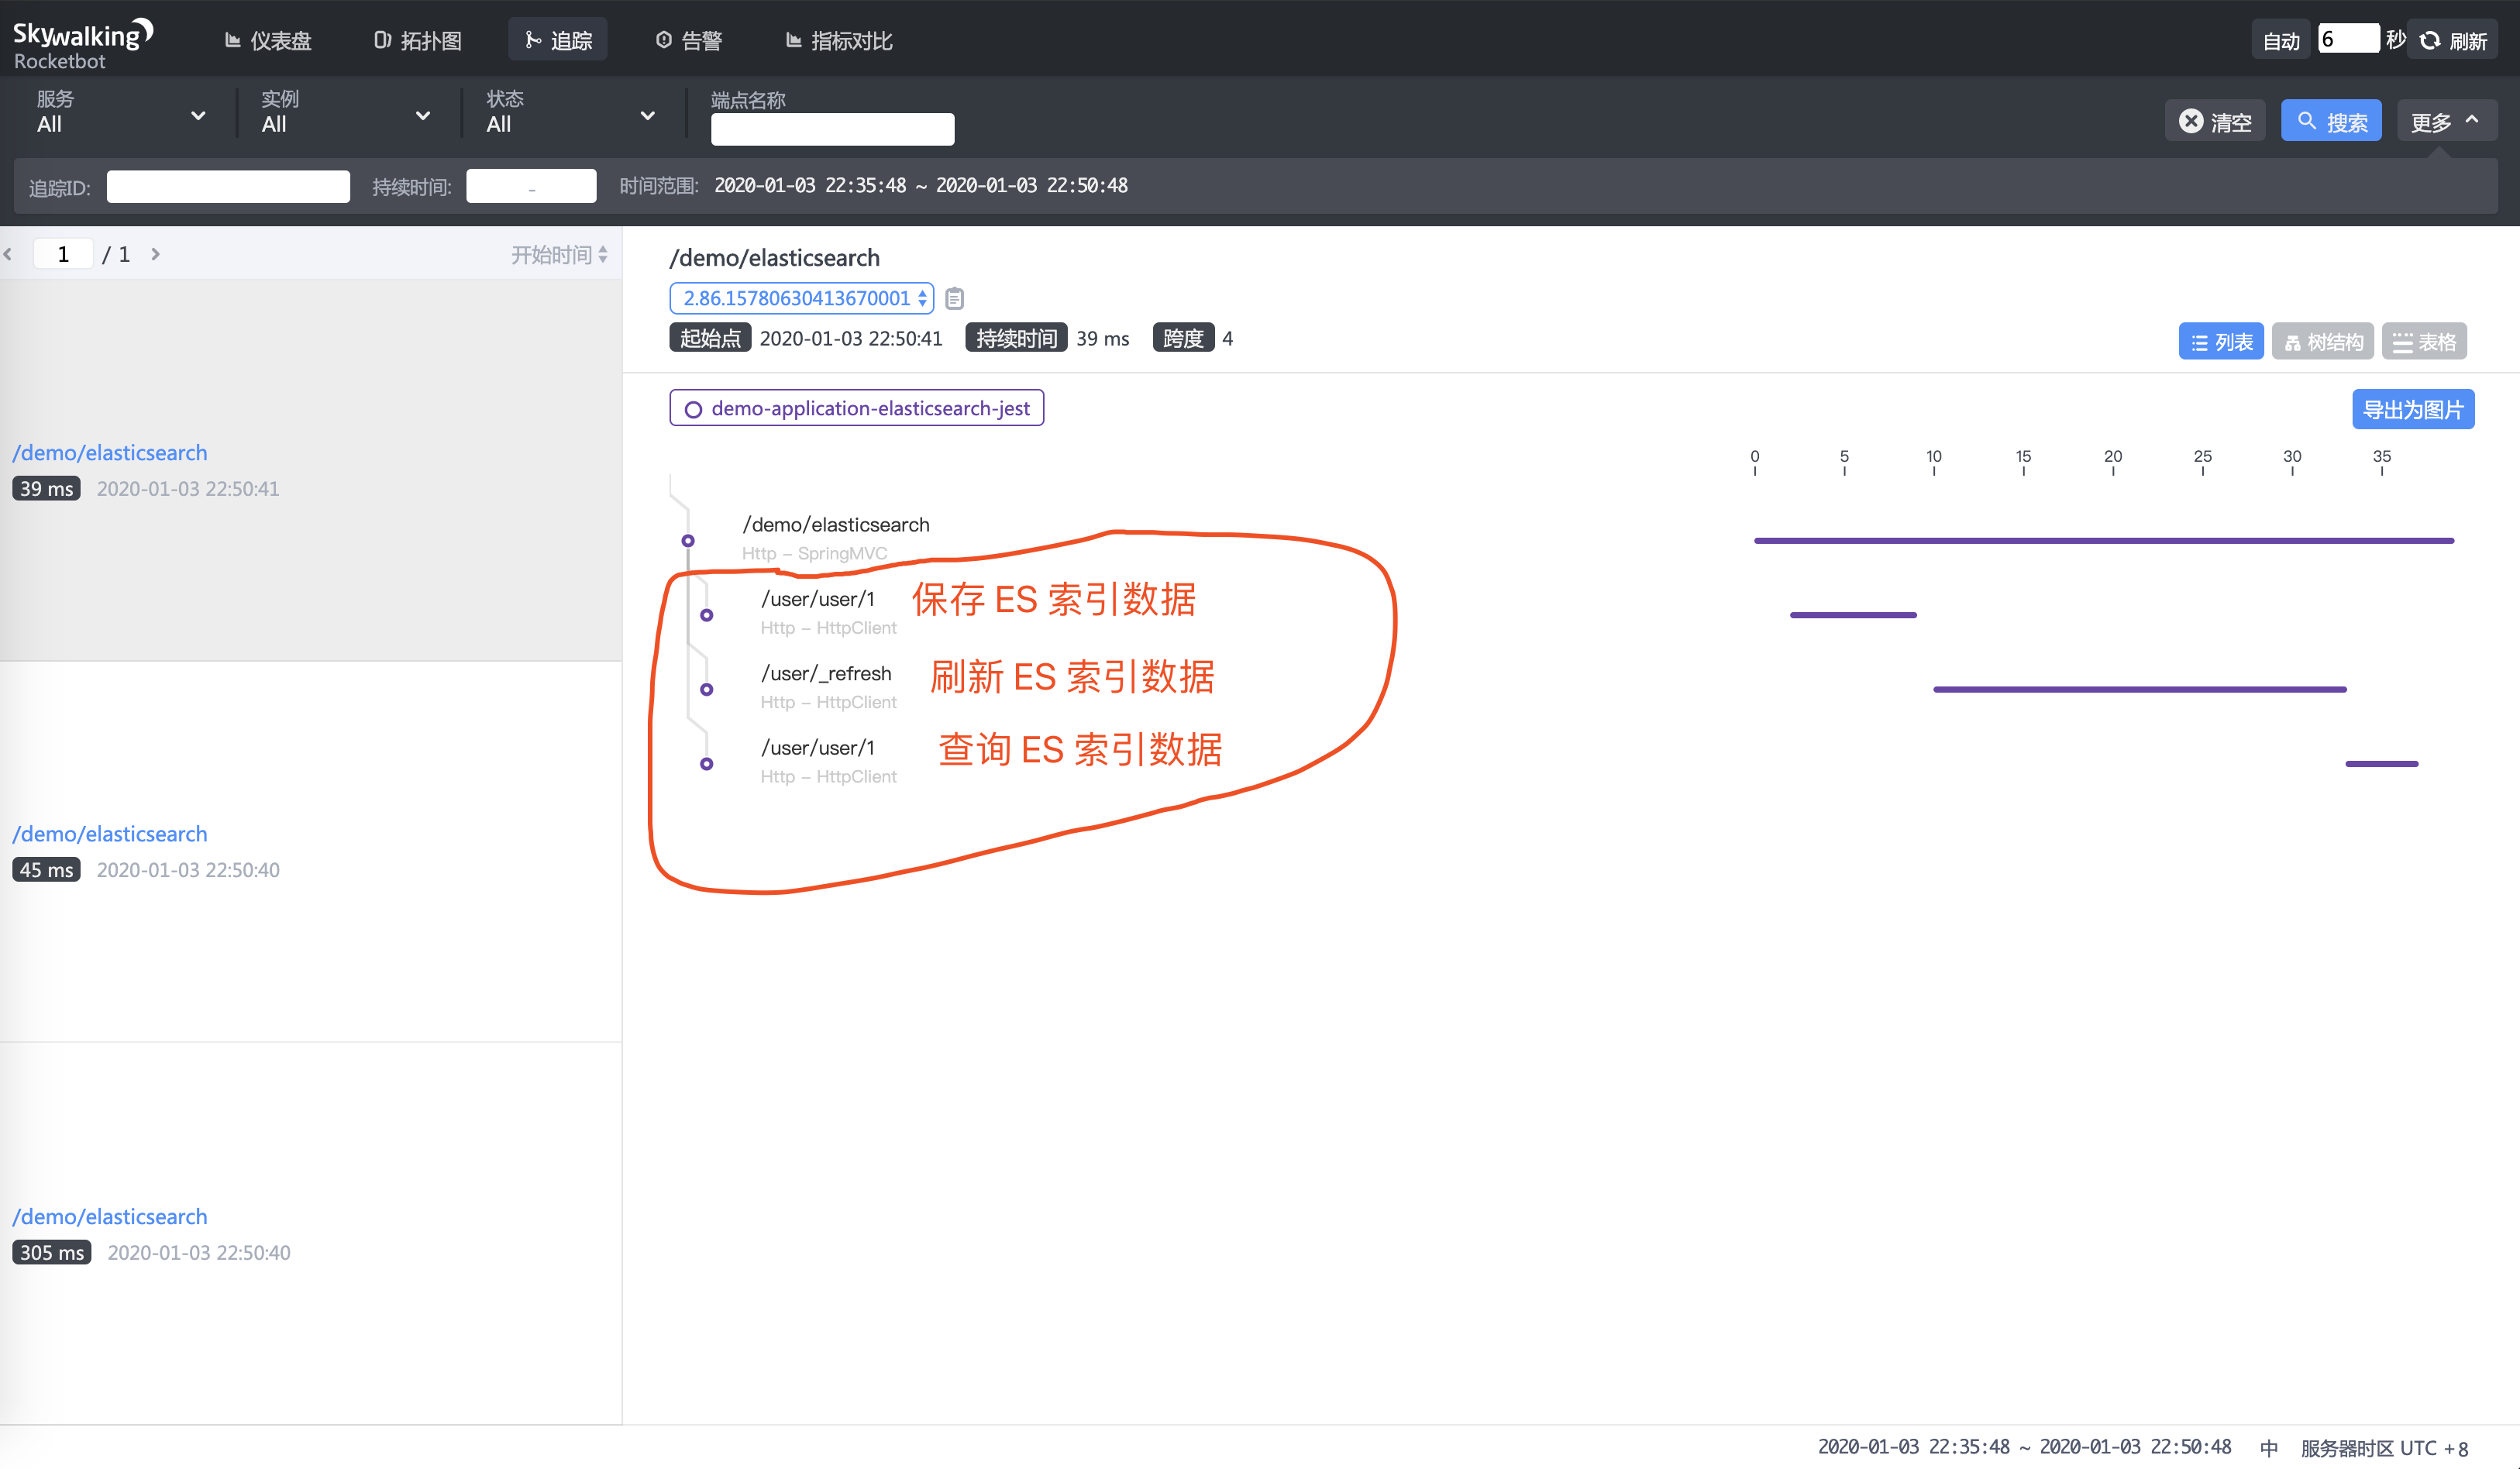 Skywalking
Rocketbot
仪表盘
拓扑图
追踪
告警
指标对比
自动
6
秒
刷新
服务
All
实例
All
状态
All
端点名称
清空
搜索
更多
追踪ID:
持续时间:
-
时间范围:
2020-01-03 22:35:48 ~ 2020-01-03 22:50:48
1 / 1
开始时间
/demo/elasticsearch
39 ms 2020-01-03 22:50:41
/demo/elasticsearch
45 ms 2020-01-03 22:50:40
/demo/elasticsearch
305 ms 2020-01-03 22:50:40
/demo/elasticsearch
2.86.15780630413670001
起始点 2020-01-03 22:50:41 持续时间 39 ms 跨度 4
列表
树结构
表格
demo-application-elasticsearch-jest
导出为图片
0 5 10 15 20 25 30 35
/demo/elasticsearch
Http - SpringMVC
/user/user/1 保存 ES 索引数据
Http - HttpClient
/user/_refresh 刷新 ES 索引数据
Http - HttpClient
/user/user/1 查询 ES 索引数据
Http - HttpClient
2020-01-03 22:35:48 ~ 2020-01-03 22:50:48 中 服务器时区 UTC +8